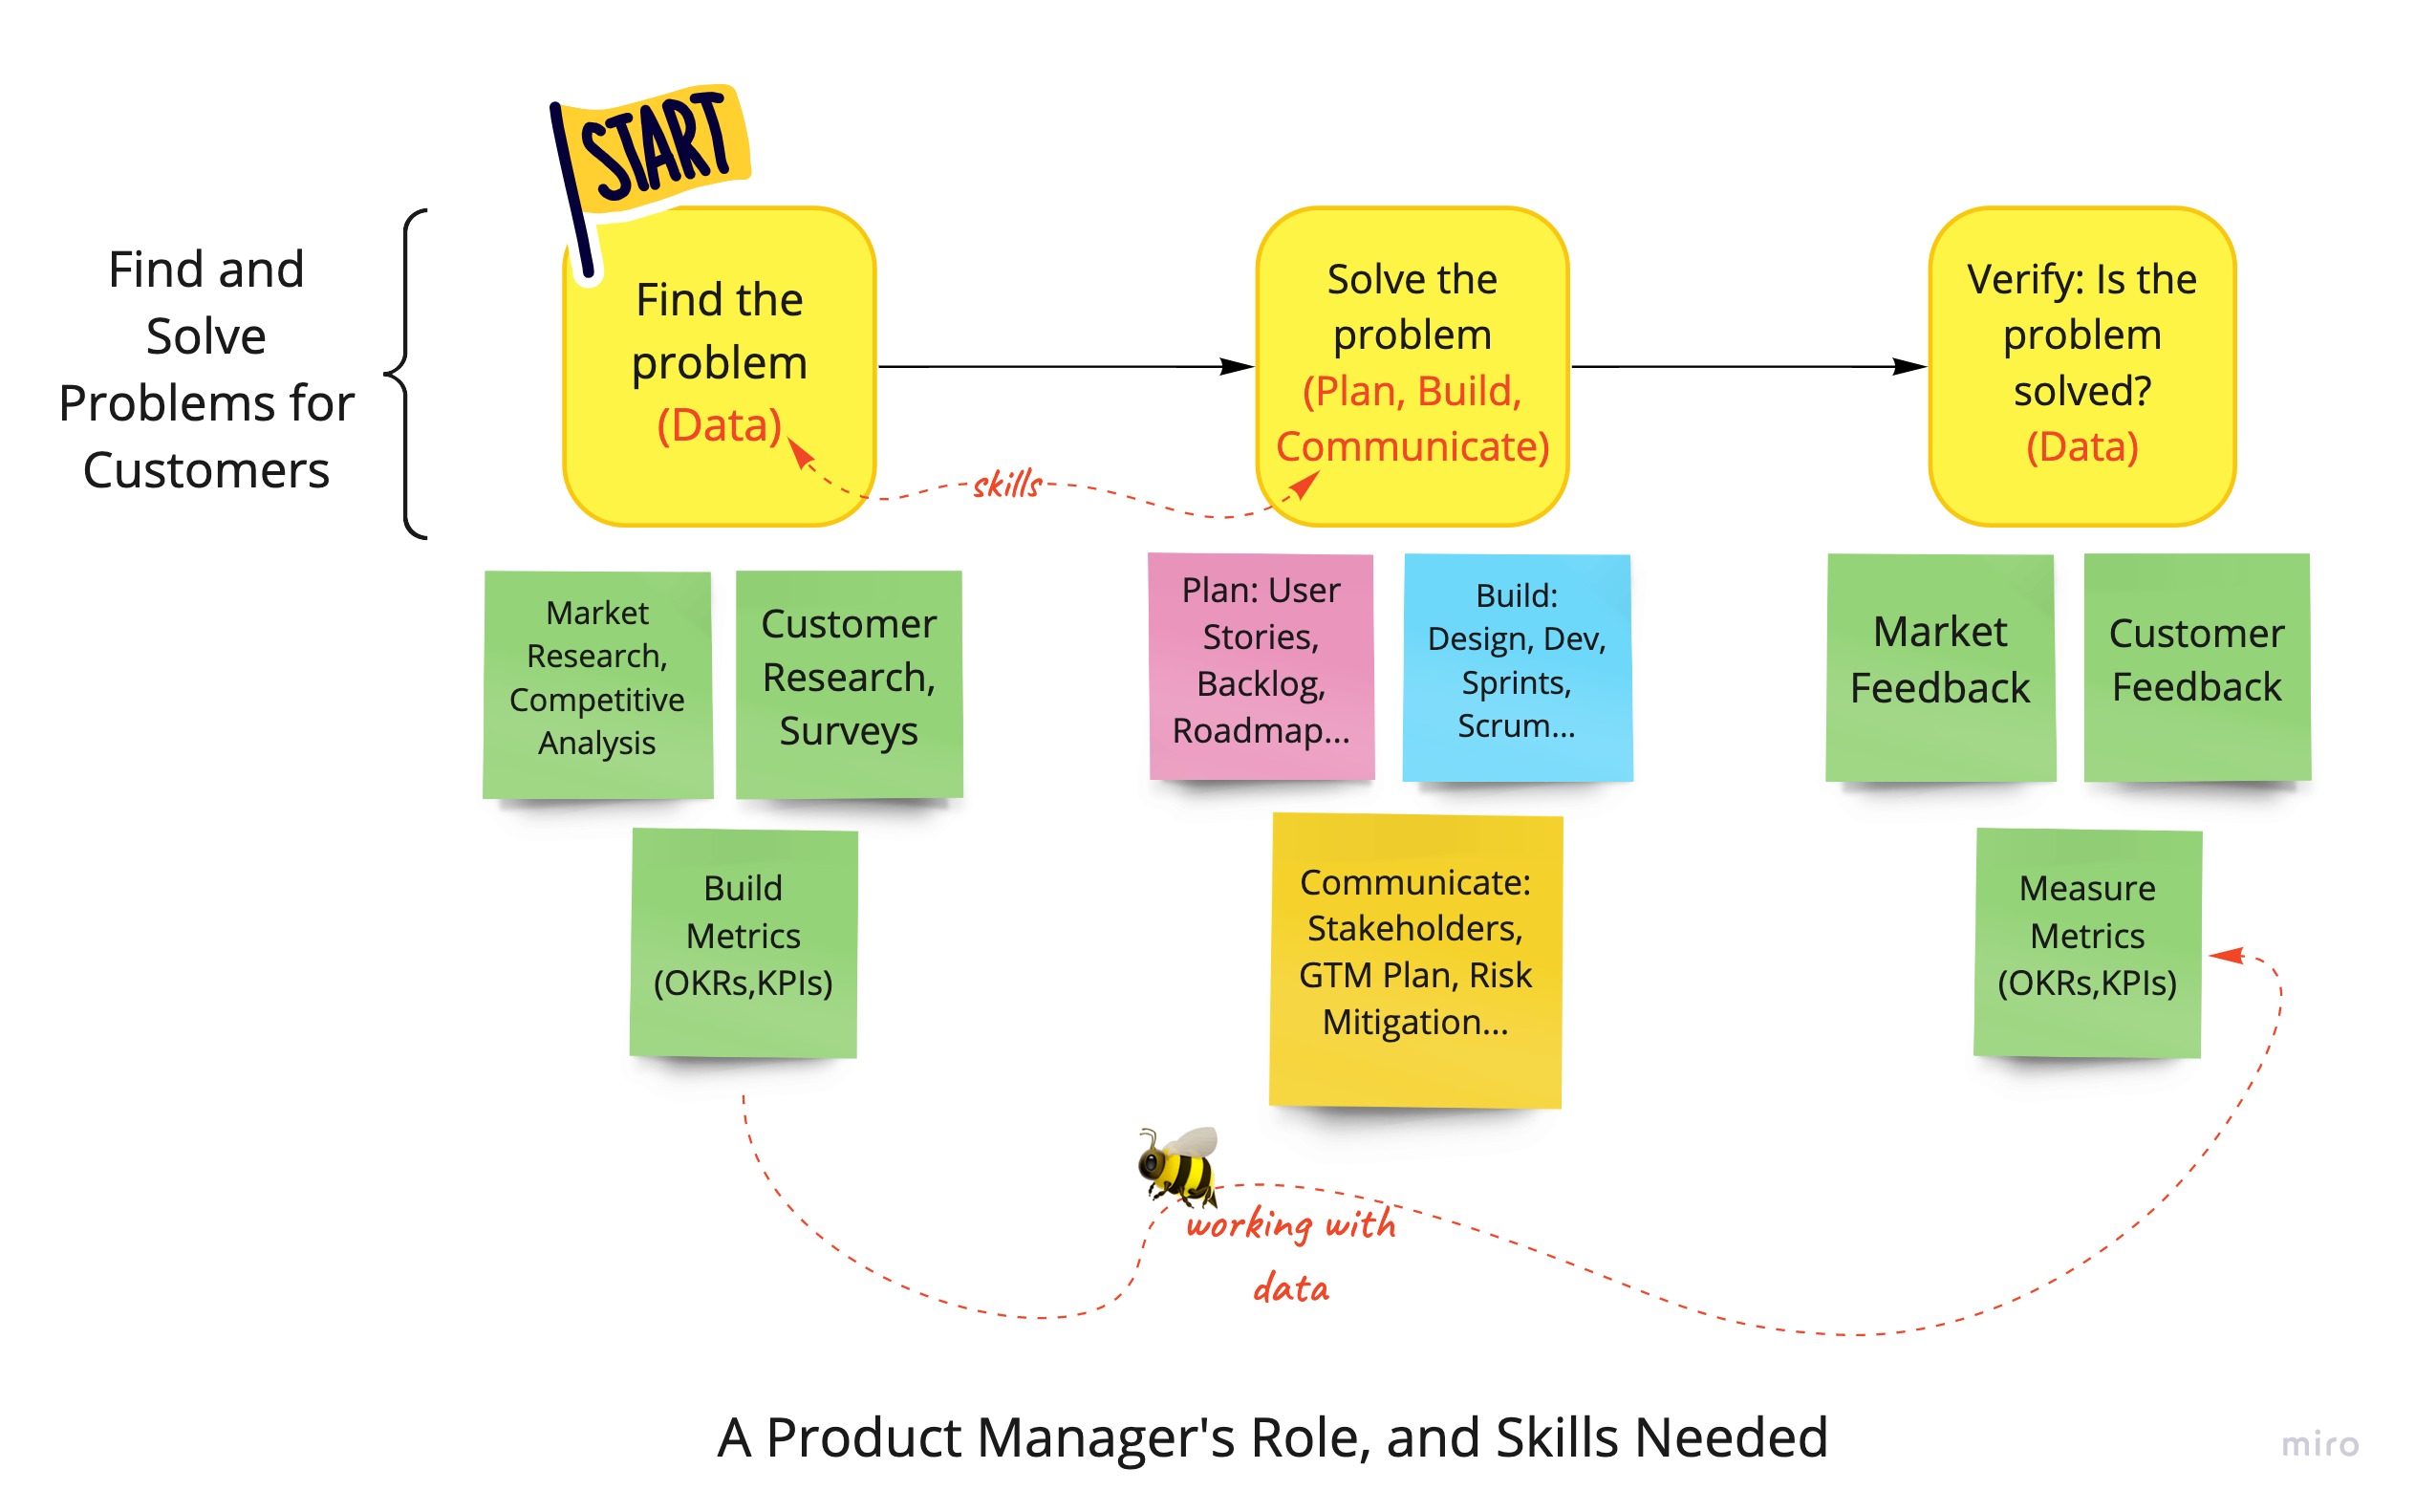 START
Find and
Solve
Problems for
Customers
Find the
problem
(Data)
skills
Solve the
problem
(Plan, Build,
Communicate)
Verify: Is the
problem
solved?
(Data)
Market
Research,
Competitive
Analysis
Customer
Research,
Surveys
Build
Metrics
(OKRs,KPIs)
Plan: User
Stories,
Backlog,
Roadmap...
Build:
Design, Dev,
Sprints,
Scrum...
Communicate:
Stakeholders,
GTM Plan, Risk
Mitigation...
Market
Feedback
Customer
Feedback
Measure
Metrics
(OKRs,KPIs)
working with
data
A Product Manager's Role, and Skills Needed
miro